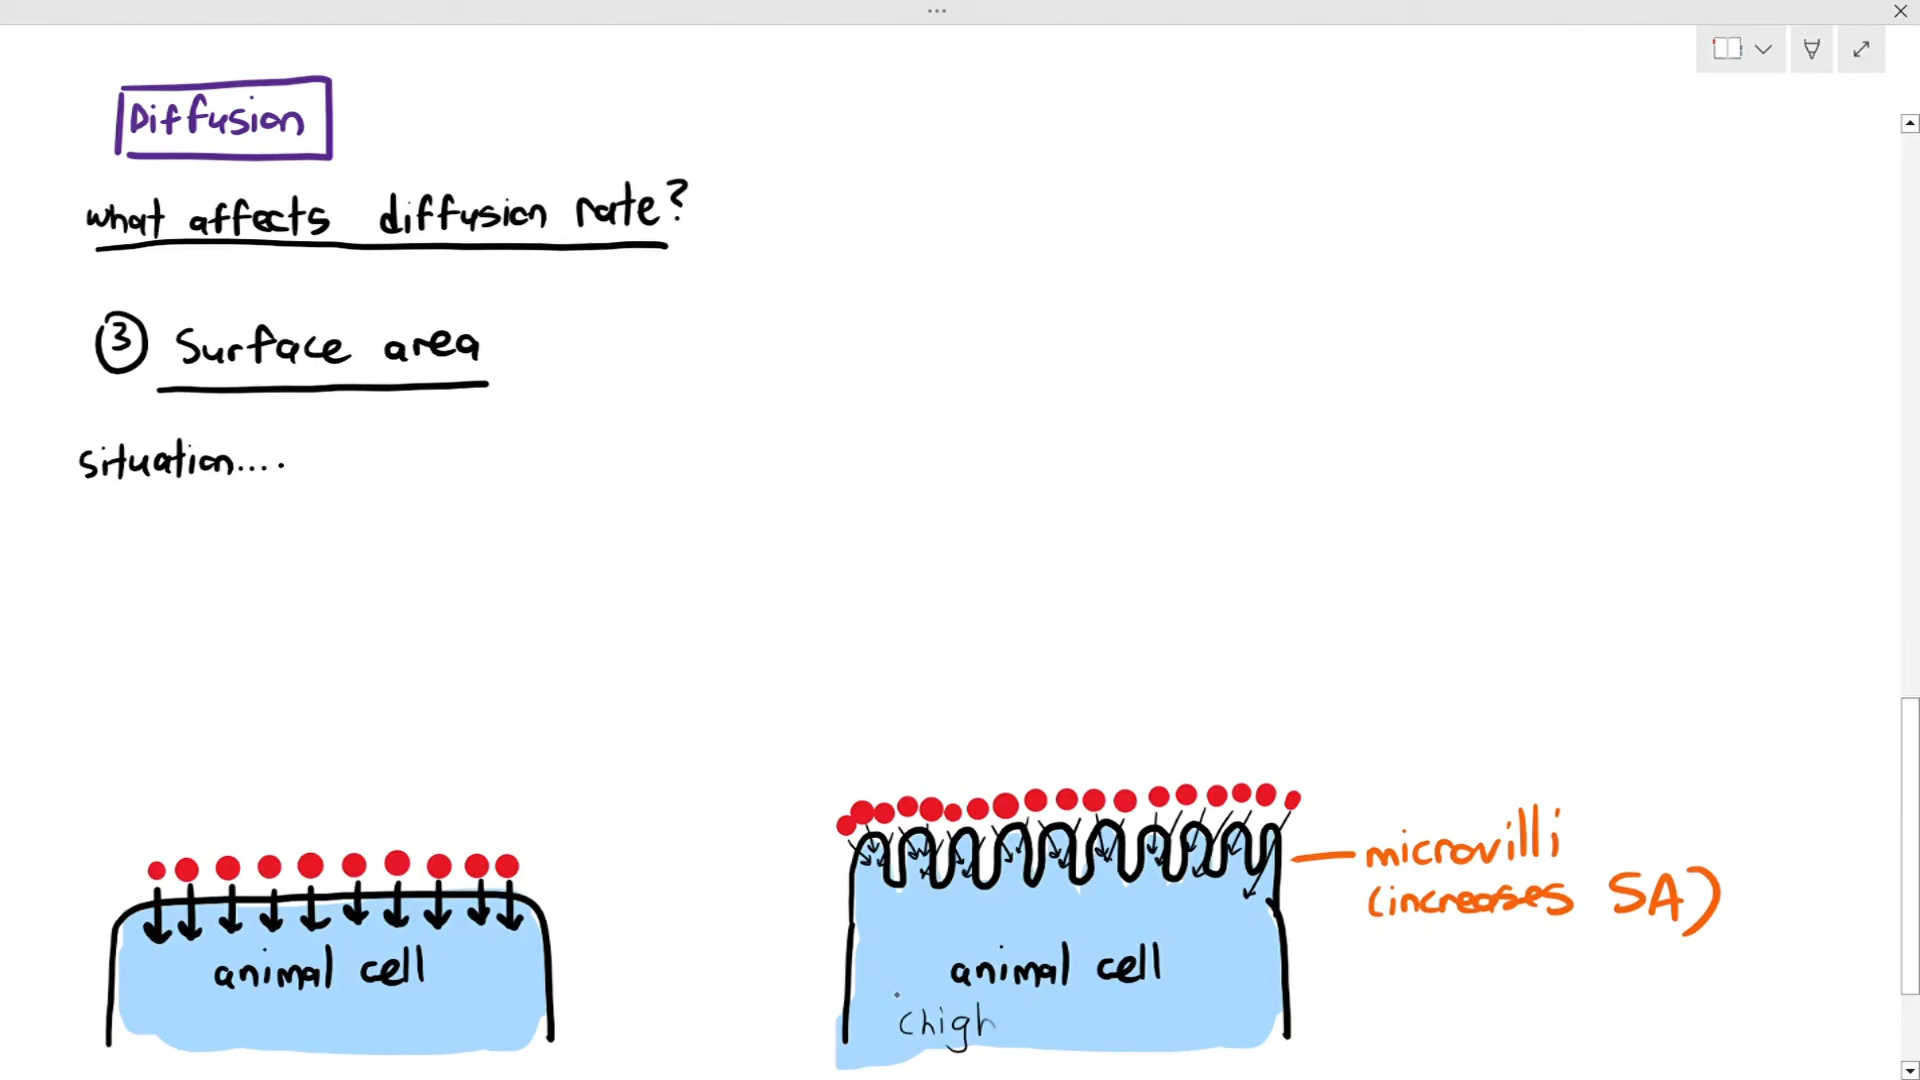 Diffusion
what affects diffusion rate?
③ Surface area
situation....
animal cell
microvilli
(increases SA)
animal cell
(high